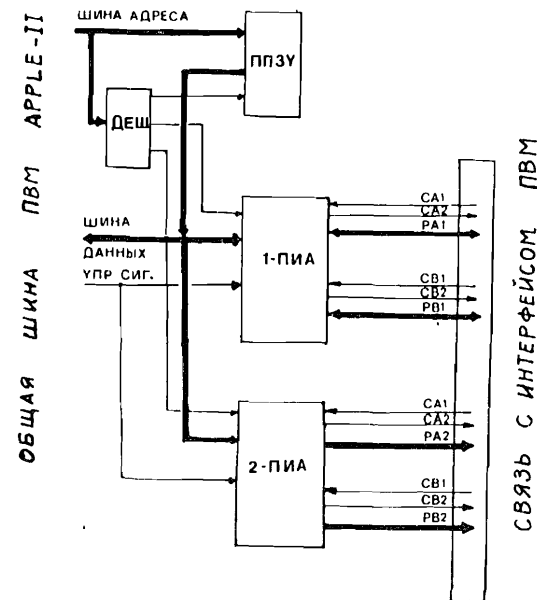 ОБЩАЯ ШИНА ПВМ APPLE-II
ШИНА АДРЕСА
ППЗУ
ДЕШ
ШИНА
ДАННЫХ
УПР СИГ.
1-ПИА
CA1
CA2
PA1
CB1
CB2
PB1
2-ПИА
CA1
CA2
PA2
CB1
CB2
PB2
СВЯЗЬ С ИНТЕРФЕЙСОМ ПВМ